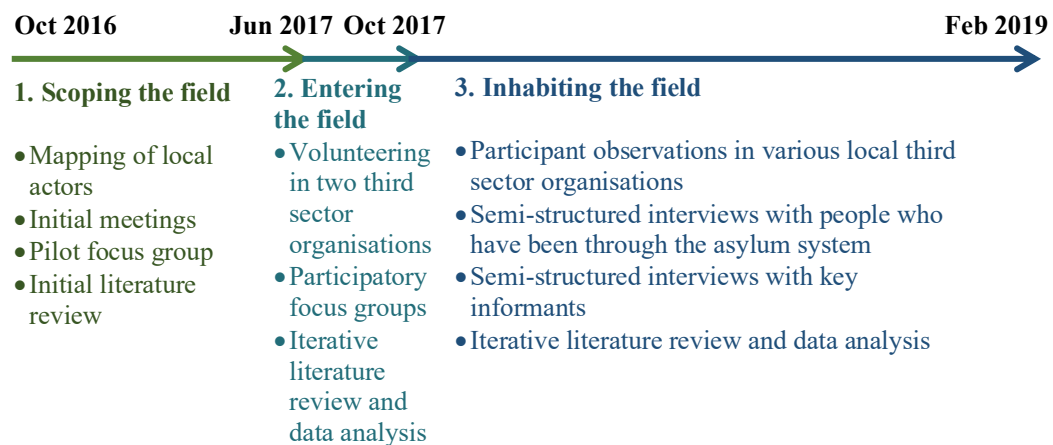 Oct 2016 Jun 2017 Oct 2017 Feb 2019
1. Scoping the field
• Mapping of local
actors
• Initial meetings
• Pilot focus group
• Initial literature
review
2. Entering
the field
• Volunteering
in two third
sector
organisations
• Participatory
focus groups
• Iterative
literature
review and
data analysis
3. Inhabiting the field
• Participant observations in various local third
sector organisations
• Semi-structured interviews with people who
have been through the asylum system
• Semi-structured interviews with key
informants
• Iterative literature review and data analysis